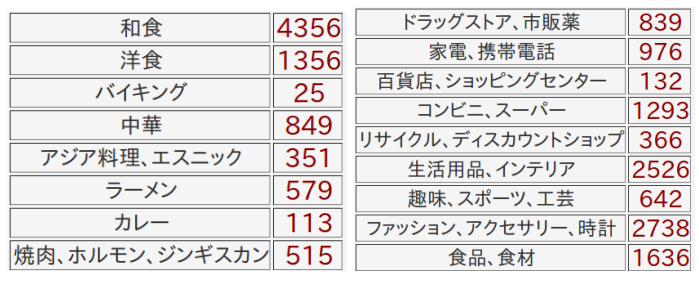 和食 4356
洋食 1356
バイキング 25
中華 849
アジア料理、エスニック 351
ラーメン 579
カレー 113
焼肉、ホルモン、ジンギスカン 515
ドラッグストア、市販薬 839
家電、携帯電話 976
百貨店、ショッピングセンター 132
コンビニ、スーパー 1293
リサイクル、ディスカウントショップ 366
生活用品、インテリア 2526
趣味、スポーツ、工芸 642
ファッション、アクセサリー、時計 2738
食品、食材 1636